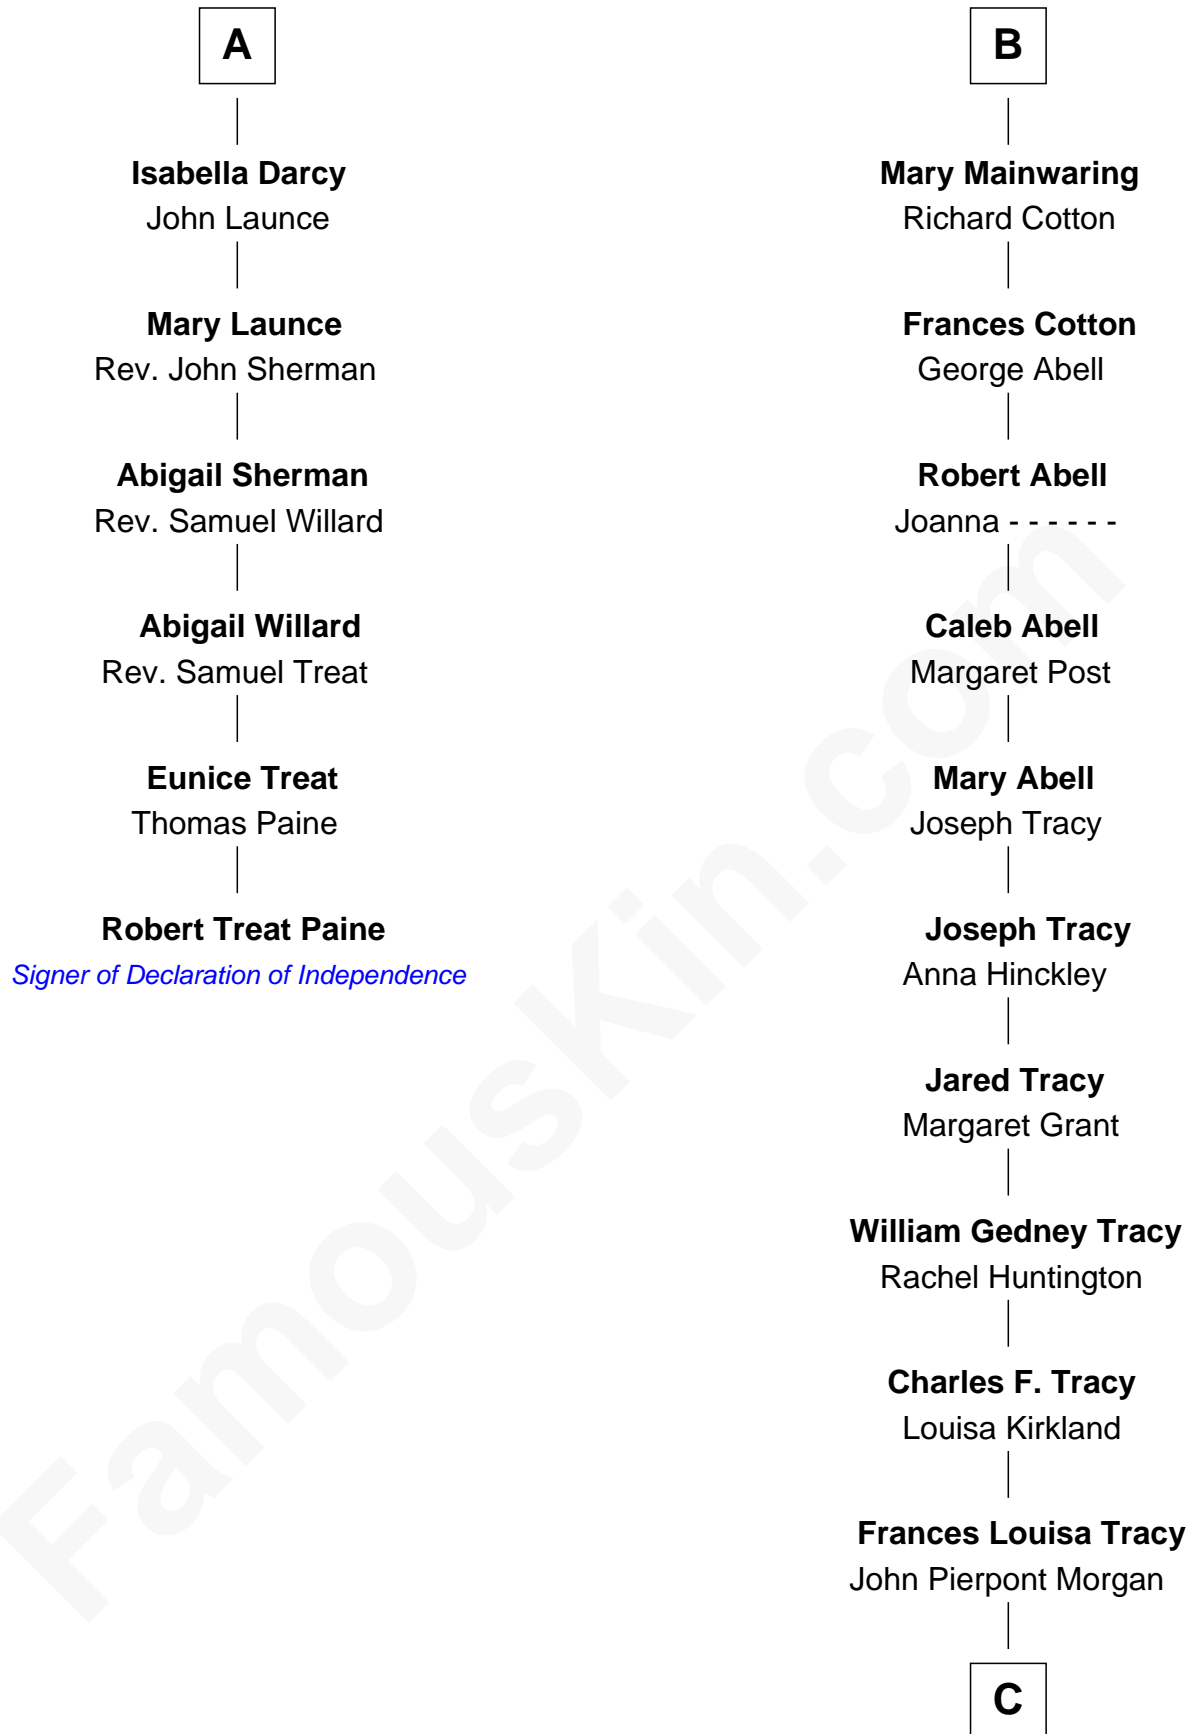 A
Isabella Darcy
John Launce
Mary Launce
Rev. John Sherman
Abigail Sherman
Rev. Samuel Willard
Abigail Willard
Rev. Samuel Treat
Eunice Treat
Thomas Paine
Robert Treat Paine
Signer of Declaration of Independence
B
Mary Mainwaring
Richard Cotton
Frances Cotton
George Abell
Robert Abell
Joanna - - - - - -
Caleb Abell
Margaret Post
Mary Abell
Joseph Tracy
Joseph Tracy
Anna Hinckley
Jared Tracy
Margaret Grant
William Gedney Tracy
Rachel Huntington
Charles F. Tracy
Louisa Kirkland
Frances Louisa Tracy
John Pierpont Morgan
C
FamousKin.com